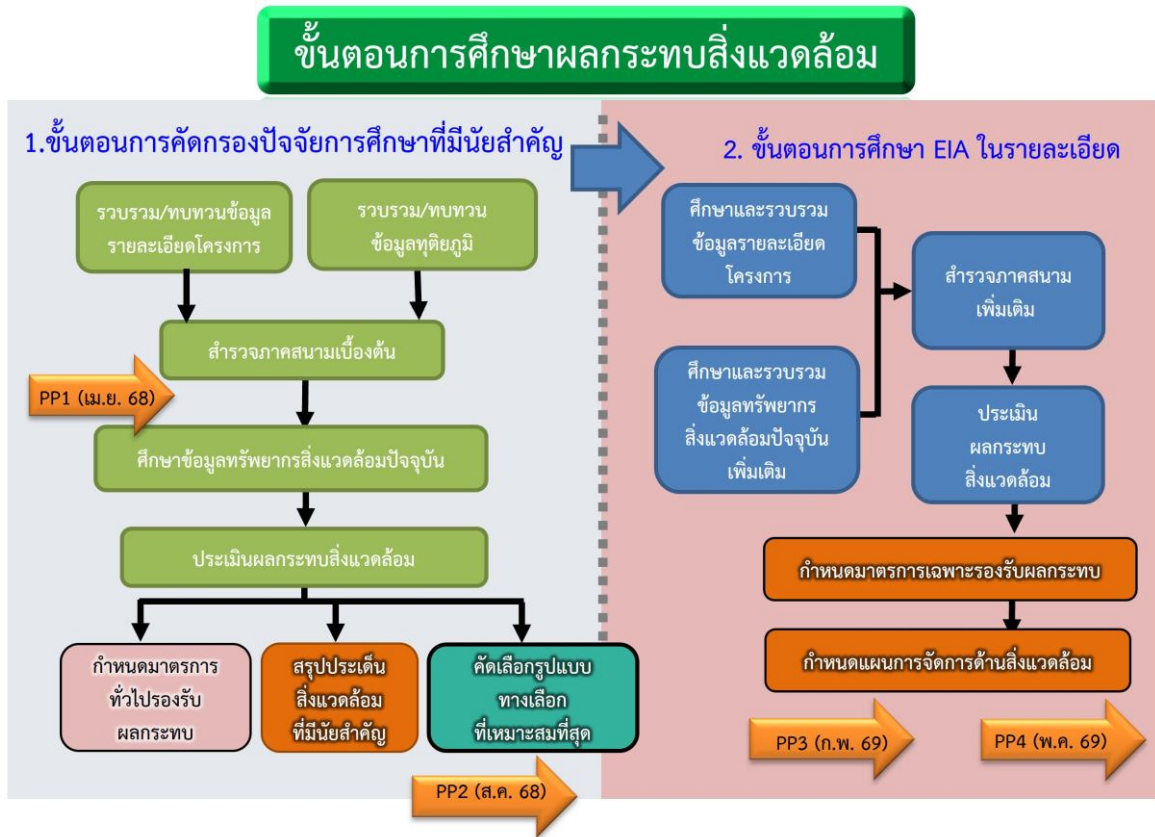 ขั้นตอนการศึกษาผลกระทบสิ่งแวดล้อม
1.ขั้นตอนการคัดกรองปัจจัยการศึกษาที่มีนัยสำคัญ
รวบรวม/ทบทวนข้อมูล
รายละเอียดโครงการ
รวบรวม/ทบทวน
ข้อมูลทุติยภูมิ
สำรวจภาคสนามเบื้องต้น
PP1 (เม.ย. 68)
ศึกษาข้อมูลทรัพยากรสิ่งแวดล้อมปัจจุบัน
ประเมินผลกระทบสิ่งแวดล้อม
กำหนดมาตรการ
ทั่วไปรองรับ
ผลกระทบ
สรุปประเด็น
สิ่งแวดล้อม
ที่มีนัยสำคัญ
คัดเลือกรูปแบบ
ทางเลือก
ที่เหมาะสมที่สุด
PP2 (ส.ค. 68)
2. ขั้นตอนการศึกษา EIA ในรายละเอียด
ศึกษาและรวบรวม
ข้อมูลรายละเอียด
โครงการ
ศึกษาและรวบรวม
ข้อมูลทรัพยากร
สิ่งแวดล้อมปัจจุบัน
เพิ่มเติม
สำรวจภาคสนาม
เพิ่มเติม
ประเมิน
ผลกระทบ
สิ่งแวดล้อม
กำหนดมาตรการเฉพาะรองรับผลกระทบ
กำหนดแผนการจัดการด้านสิ่งแวดล้อม
PP3 (ก.พ. 69)
PP4 (พ.ค. 69)